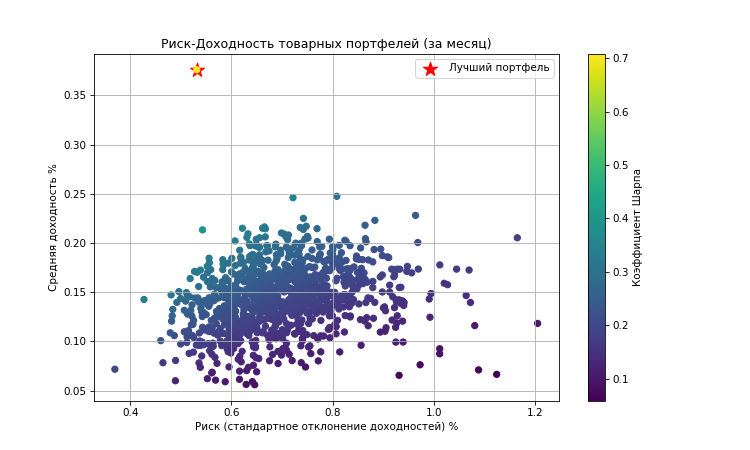 Риск-Доходность товарных портфелей (за месяц)
Лучший портфель
Средняя доходность %
0.35
0.30
0.25
0.20
0.15
0.10
0.05
0.4 0.6 0.8 1.0 1.2
Риск (стандартное отклонение доходностей) %
0.7
0.6
0.5
0.4
0.3
0.2
0.1
Коэффициент Шарпа